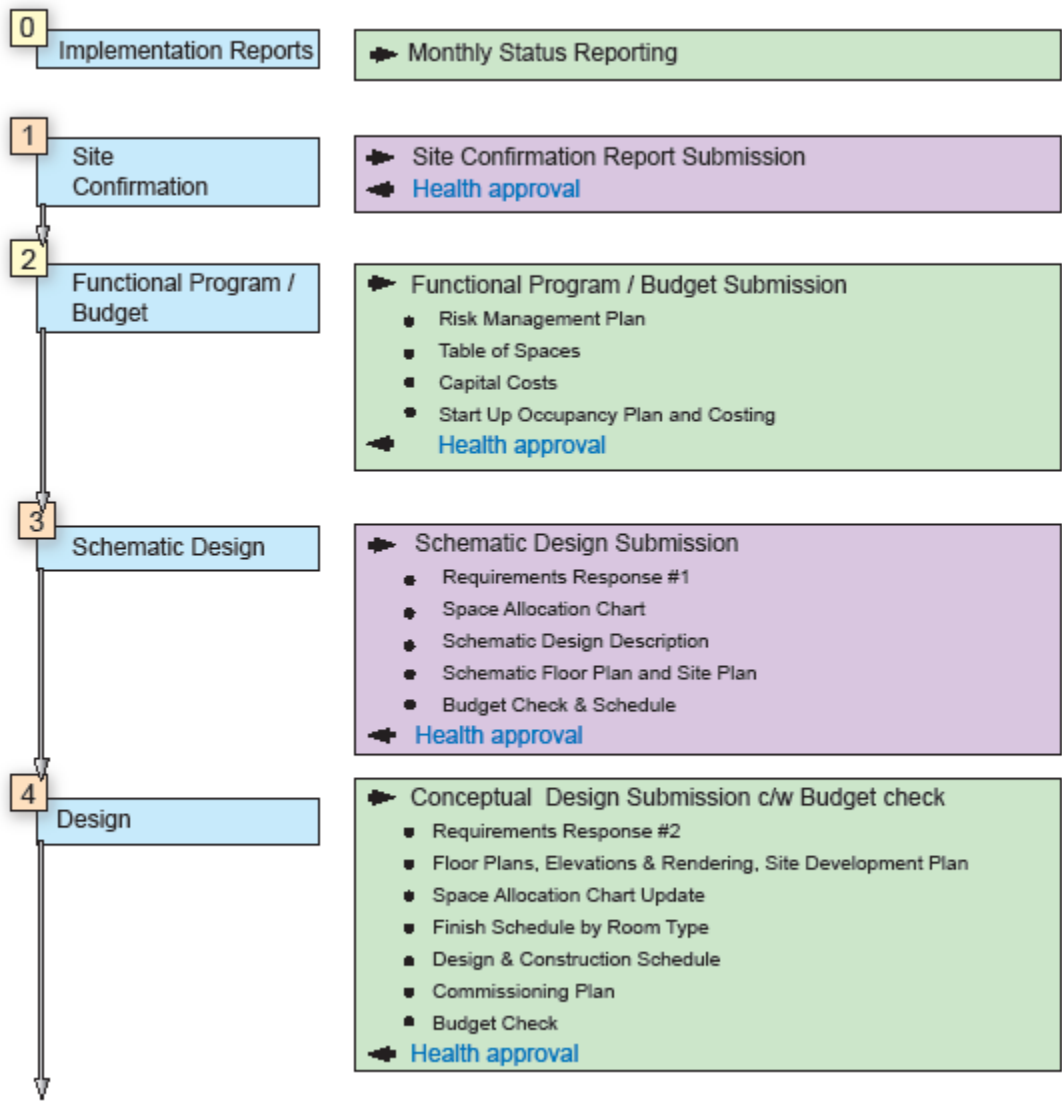 0
Implementation Reports
Monthly Status Reporting
1
Site
Confirmation
Site Confirmation Report Submission
Health approval
2
Functional Program /
Budget
Functional Program / Budget Submission
Risk Management Plan
Table of Spaces
Capital Costs
Start Up Occupancy Plan and Costing
Health approval
3
Schematic Design
Schematic Design Submission
Requirements Response #1
Space Allocation Chart
Schematic Design Description
Schematic Floor Plan and Site Plan
Budget Check & Schedule
Health approval
4
Design
Conceptual Design Submission c/w Budget check
Requirements Response #2
Floor Plans, Elevations & Rendering, Site Development Plan
Space Allocation Chart Update
Finish Schedule by Room Type
Design & Construction Schedule
Commissioning Plan
Budget Check
Health approval